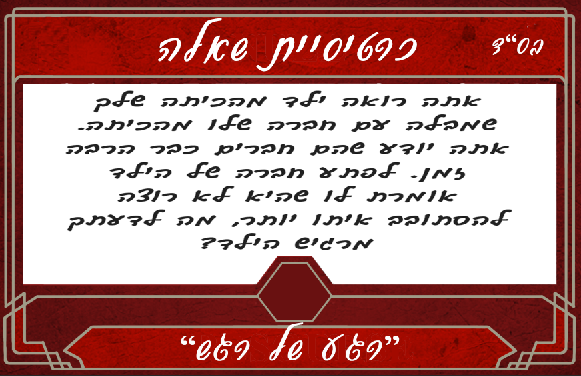 בס“ד
כרטיסיית שאלה
אתה רואה ילד מהכיתה שלך
שמבלה עם חברה שלו מהכיתה.
אתה יודע שהם חברים כבר הרבה
זמן. לפתע חברה של הילד
אומרת לו שהיא לא רוצה
להסתובב איתו יותר, מה לדעתך
מרגיש הילד?
”רגע של רגש“